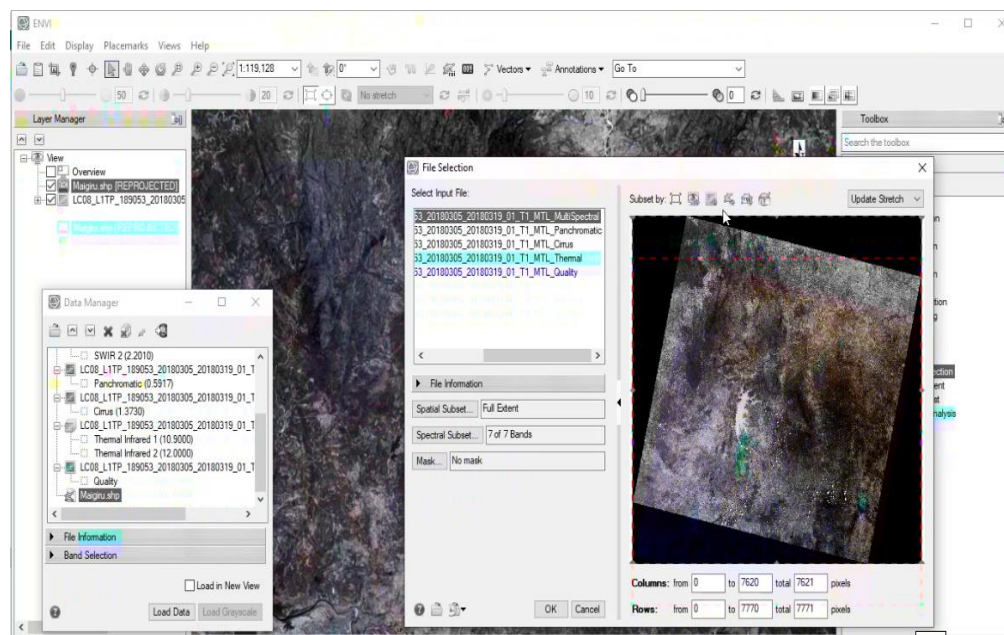 ENVI
File Edit Display Placemarks Views Help
1:119,128 0° Vectors Annotations Go To
50 20 No stretch 10 0
Layer Manager
View
Overview
Maigiru.shp [REPROJECTED]
LC08_L1TP_189053_20180305
Maigiru.shp [REPROJECTED]
Toolbox
Search the toolbox
File Selection
Select Input File:
53_20180305_20180319_01_T1_MTL_MultiSpectral
53_20180305_20180319_01_T1_MTL_Panchromatic
53_20180305_20180319_01_T1_MTL_Cirrus
53_20180305_20180319_01_T1_MTL_Thermal
53_20180305_20180319_01_T1_MTL_Quality
File Information
Spatial Subset... Full Extent
Spectral Subset... 7 of 7 Bands
Mask... No mask
OK Cancel
Subset by: Update Stretch
Columns: from 0 to 7620 total 7621 pixels
Rows: from 0 to 7770 total 7771 pixels
Data Manager
SWIR 2 (2.2010)
LC08_L1TP_189053_20180305_20180319_01_T
Panchromatic (0.5917)
LC08_L1TP_189053_20180305_20180319_01_T
Cirrus (1.3730)
LC08_L1TP_189053_20180305_20180319_01_T
Thermal Infrared 1 (10.9000)
Thermal Infrared 2 (12.0000)
LC08_L1TP_189053_20180305_20180319_01_T
Quality
Maigiru.shp
File Information
Band Selection
Load in New View
Load Data Load Grayscale